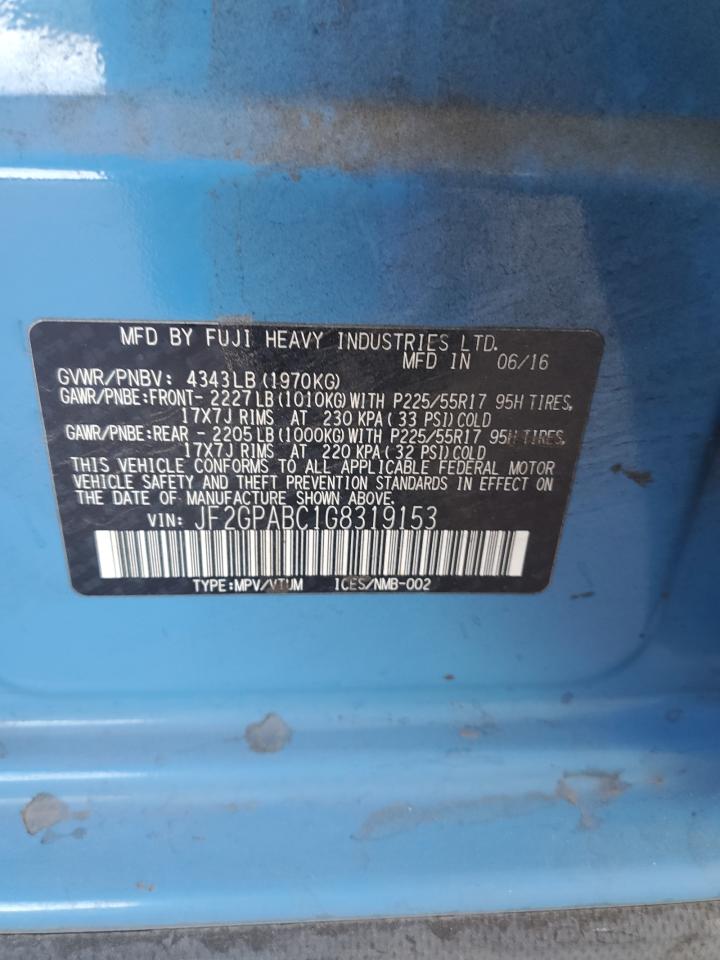 MFD BY FUJI HEAVY INDUSTRIES LTD.
MFD IN 06/16
GVWR/PNBV: 4343LB (1970KG)
GAWR/PNBE:FRONT- 2227LB (1010KG) WITH P225/55R17 95H TIRES,
17X7J RIMS AT 230 KPA (33 PSI) COLD
GAWR/PNBE:REAR - 2205LB (1000KG) WITH P225/55R17 95H TIRES,
17X7J RIMS AT 220 KPA (32 PSI) COLD
THIS VEHICLE CONFORMS TO ALL APPLICABLE FEDERAL MOTOR
VEHICLE SAFETY AND THEFT PREVENTION STANDARDS IN EFFECT ON
THE DATE OF MANUFACTURE SHOWN ABOVE.
VIN: JF2GPABC1G8319153
TYPE:MPV/VTUM ICES/NMB-002